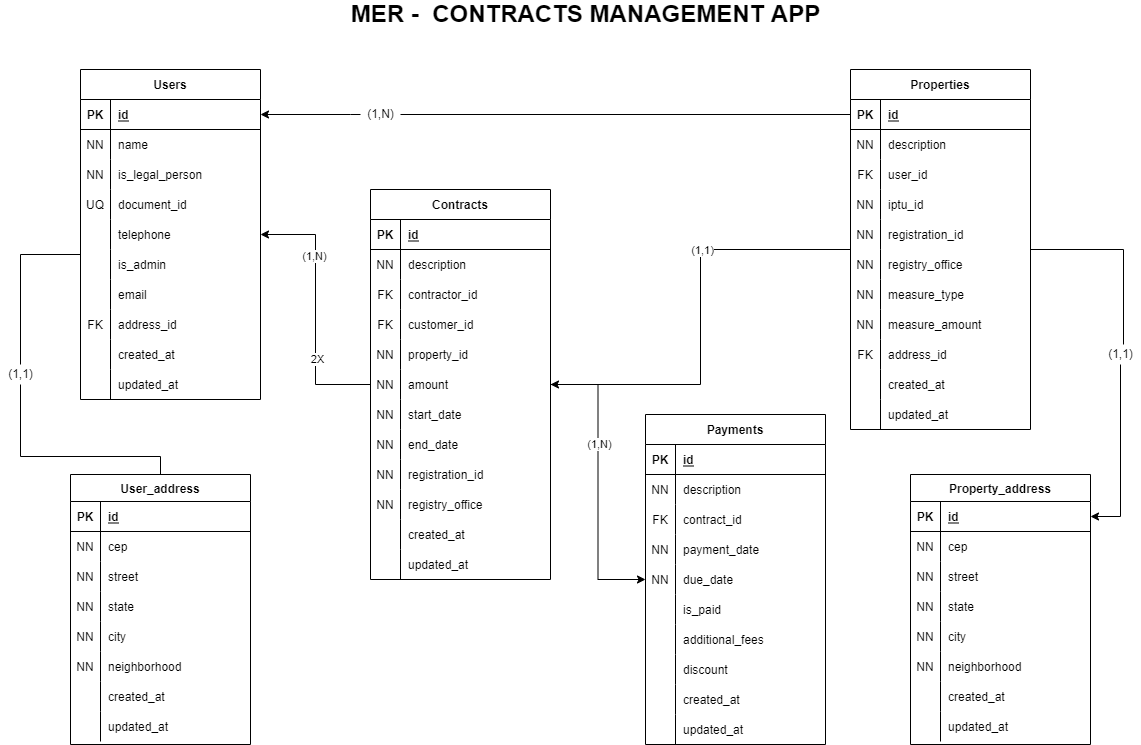 MER - CONTRACTS MANAGEMENT APP
Users
PK id
NN name
NN is_legal_person
UQ document_id
telephone
is_admin
email
FK address_id
created_at
updated_at
(1,N)
Properties
PK id
NN description
FK user_id
NN iptu_id
NN registration_id
NN registry_office
NN measure_type
NN measure_amount
FK address_id
created_at
updated_at
Contracts
PK id
NN description
FK contractor_id
FK customer_id
NN property_id
NN amount
NN start_date
NN end_date
NN registration_id
NN registry_office
created_at
updated_at
(1,N)
2X
(1,1)
(1,1)
(1,1)
(1,N)
Payments
PK id
NN description
FK contract_id
NN payment_date
NN due_date
is_paid
additional_fees
discount
created_at
updated_at
User_address
PK id
NN cep
NN street
NN state
NN city
NN neighborhood
created_at
updated_at
Property_address
PK id
NN cep
NN street
NN state
NN city
NN neighborhood
created_at
updated_at